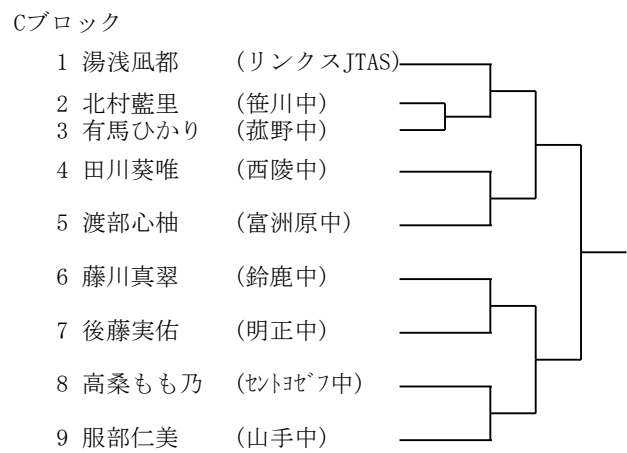 Cブロック
1 湯浅凪都 (リンクスJTAS)
2 北村藍里 (笹川中)
3 有馬ひかり (菰野中)
4 田川葵唯 (西陵中)
5 渡部心柚 (富洲原中)
6 藤川真翠 (鈴鹿中)
7 後藤実佑 (明正中)
8 高桑もも乃 (ｾﾝﾄﾖｾﾞﾌ中)
9 服部仁美 (山手中)